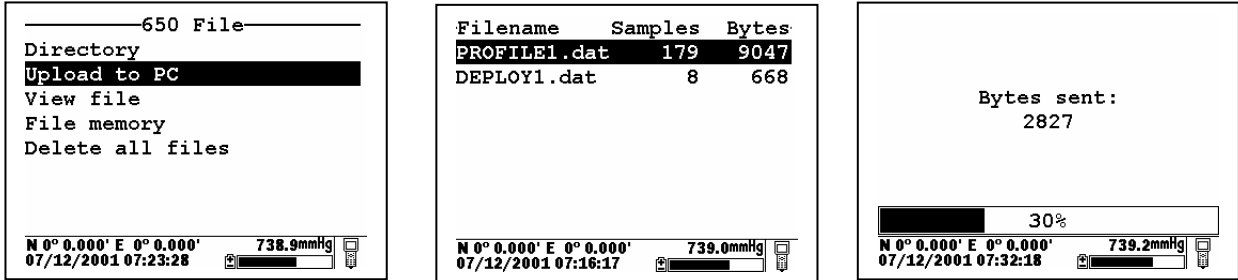 650 File
Directory
Upload to PC
View file
File memory
Delete all files
N 0° 0.000' E 0° 0.000' 738.9mmHg
07/12/2001 07:23:28
Filename Samples Bytes
PROFILE1.dat 179 9047
DEPLOY1.dat 8 668
N 0° 0.000' E 0° 0.000' 739.0mmHg
07/12/2001 07:16:17
Bytes sent:
2827
30%
N 0° 0.000' E 0° 0.000' 739.2mmHg
07/12/2001 07:32:18